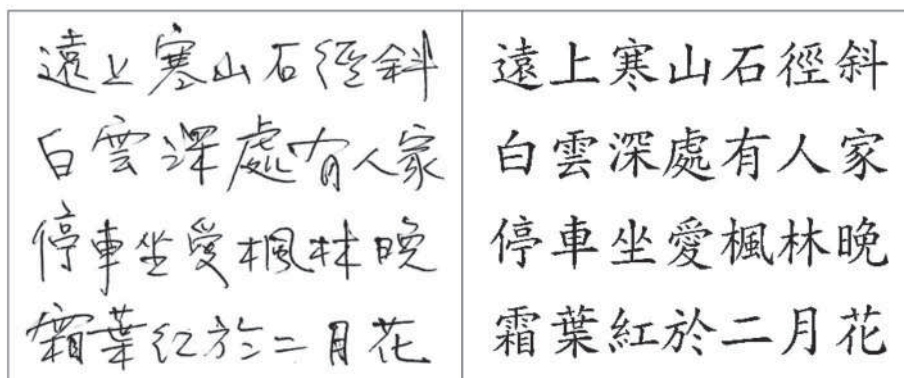 遠上寒山石徑斜
白雲深處有人家
停車坐愛楓林晚
霜葉紅於二月花
遠上寒山石徑斜
白雲深處有人家
停車坐愛楓林晚
霜葉紅於二月花